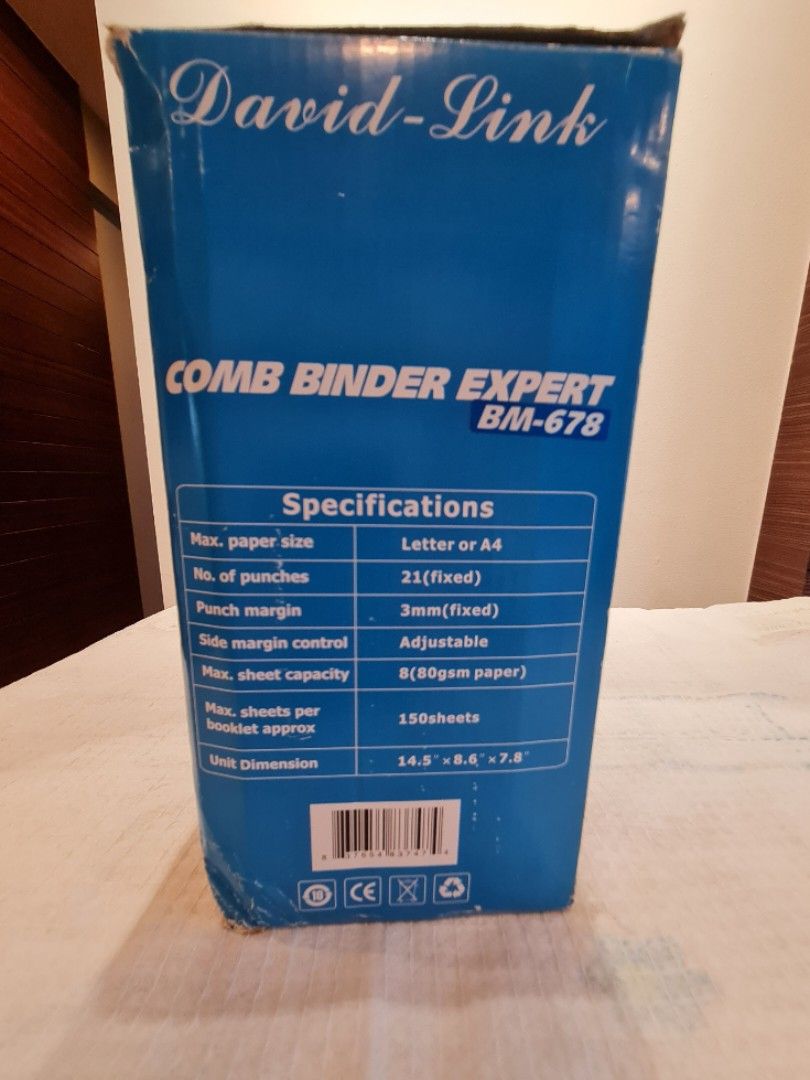 David-Link
COMB BINDER EXPERT
BM-678
Specifications
Max. paper size Letter or A4
No. of punches 21(fixed)
Punch margin 3mm(fixed)
Side margin control Adjustable
Max. sheet capacity 8(80gsm paper)
Max. sheets per
booklet approx 150sheets
Unit Dimension 14.5"×8.6"×7.8"
CE